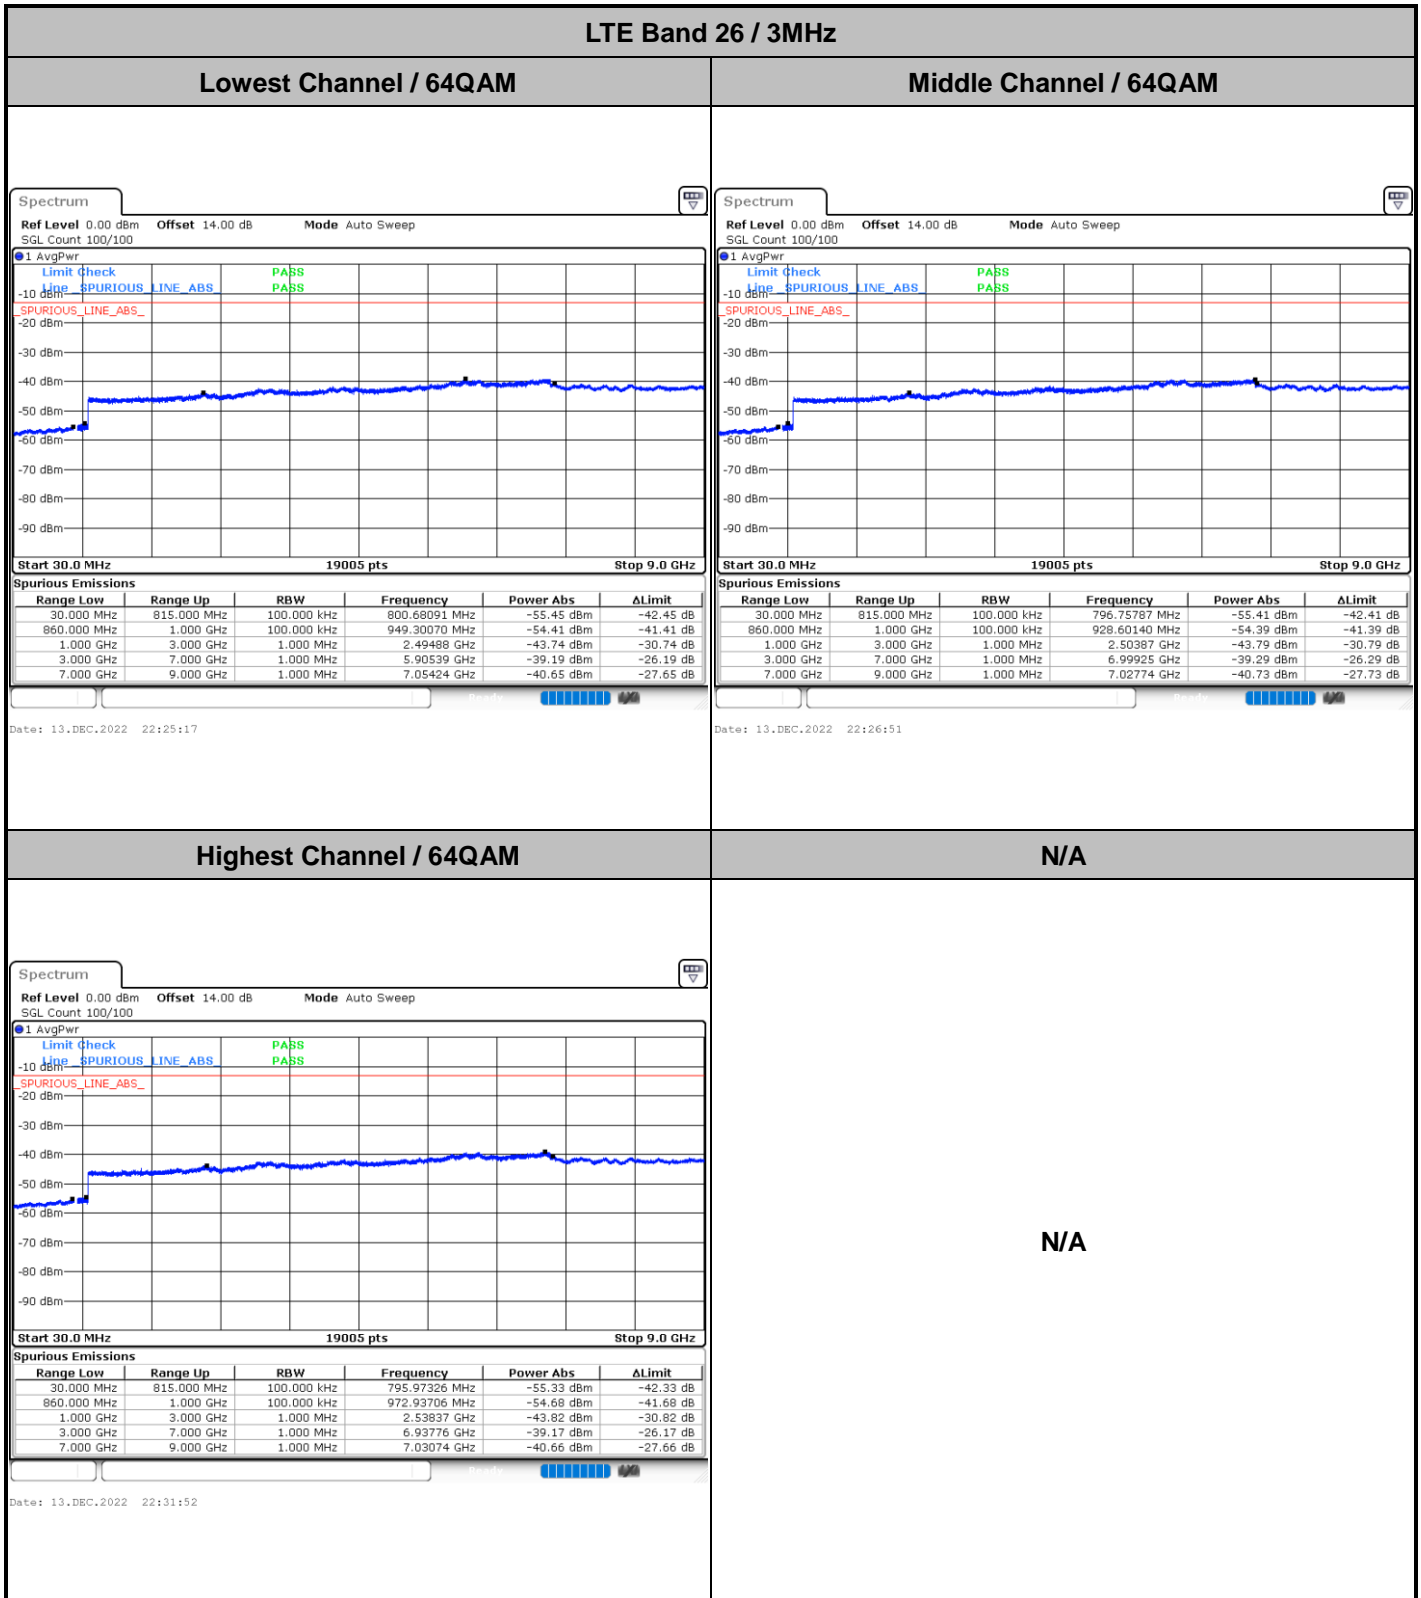 LTE Band 26 / 3MHz
Lowest Channel / 64QAM
Middle Channel / 64QAM
Spectrum
Ref Level 0.00 dBm Offset 14.00 dB Mode Auto Sweep
SGL Count 100/100
1 AvgPwr
Limit Check PASS
Line _SPURIOUS_LINE_ABS_ PASS
-10 dBm
_SPURIOUS_LINE_ABS_
-20 dBm
-30 dBm
-40 dBm
-50 dBm
-60 dBm
-70 dBm
-80 dBm
-90 dBm
Start 30.0 MHz 19005 pts Stop 9.0 GHz
Spurious Emissions
Range Low Range Up RBW Frequency Power Abs ΔLimit
30.000 MHz 815.000 MHz 100.000 kHz 800.68091 MHz -55.45 dBm -42.45 dB
860.000 MHz 1.000 GHz 100.000 kHz 949.30070 MHz -54.41 dBm -41.41 dB
1.000 GHz 3.000 GHz 1.000 MHz 2.49488 GHz -43.74 dBm -30.74 dB
3.000 GHz 7.000 GHz 1.000 MHz 5.90539 GHz -39.19 dBm -26.19 dB
7.000 GHz 9.000 GHz 1.000 MHz 7.05424 GHz -40.65 dBm -27.65 dB
Date: 13.DEC.2022 22:25:17
Spectrum
Ref Level 0.00 dBm Offset 14.00 dB Mode Auto Sweep
SGL Count 100/100
1 AvgPwr
Limit Check PASS
Line _SPURIOUS_LINE_ABS_ PASS
-10 dBm
_SPURIOUS_LINE_ABS_
-20 dBm
-30 dBm
-40 dBm
-50 dBm
-60 dBm
-70 dBm
-80 dBm
-90 dBm
Start 30.0 MHz 19005 pts Stop 9.0 GHz
Spurious Emissions
Range Low Range Up RBW Frequency Power Abs ΔLimit
30.000 MHz 815.000 MHz 100.000 kHz 796.75787 MHz -55.41 dBm -42.41 dB
860.000 MHz 1.000 GHz 100.000 kHz 928.60140 MHz -54.39 dBm -41.39 dB
1.000 GHz 3.000 GHz 1.000 MHz 2.50387 GHz -43.79 dBm -30.79 dB
3.000 GHz 7.000 GHz 1.000 MHz 6.99925 GHz -39.29 dBm -26.29 dB
7.000 GHz 9.000 GHz 1.000 MHz 7.02774 GHz -40.73 dBm -27.73 dB
Date: 13.DEC.2022 22:26:51
Highest Channel / 64QAM
N/A
Spectrum
Ref Level 0.00 dBm Offset 14.00 dB Mode Auto Sweep
SGL Count 100/100
1 AvgPwr
Limit Check PASS
Line _SPURIOUS_LINE_ABS_ PASS
-10 dBm
_SPURIOUS_LINE_ABS_
-20 dBm
-30 dBm
-40 dBm
-50 dBm
-60 dBm
-70 dBm
-80 dBm
-90 dBm
Start 30.0 MHz 19005 pts Stop 9.0 GHz
Spurious Emissions
Range Low Range Up RBW Frequency Power Abs ΔLimit
30.000 MHz 815.000 MHz 100.000 kHz 795.97326 MHz -55.33 dBm -42.33 dB
860.000 MHz 1.000 GHz 100.000 kHz 972.93706 MHz -54.68 dBm -41.68 dB
1.000 GHz 3.000 GHz 1.000 MHz 2.53837 GHz -43.82 dBm -30.82 dB
3.000 GHz 7.000 GHz 1.000 MHz 6.93776 GHz -39.17 dBm -26.17 dB
7.000 GHz 9.000 GHz 1.000 MHz 7.03074 GHz -40.66 dBm -27.66 dB
Date: 13.DEC.2022 22:31:52
N/A